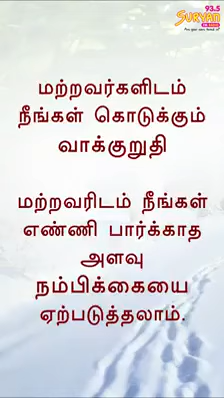 93.5
SURYAN
FM RADIO
மற்றவர்களிடம்
நீங்கள் கொடுக்கும்
வாக்குறுதி
மற்றவரிடம் நீங்கள்
எண்ணி பார்க்காத
அளவு
நம்பிக்கையை
ஏற்படுத்தலாம்.